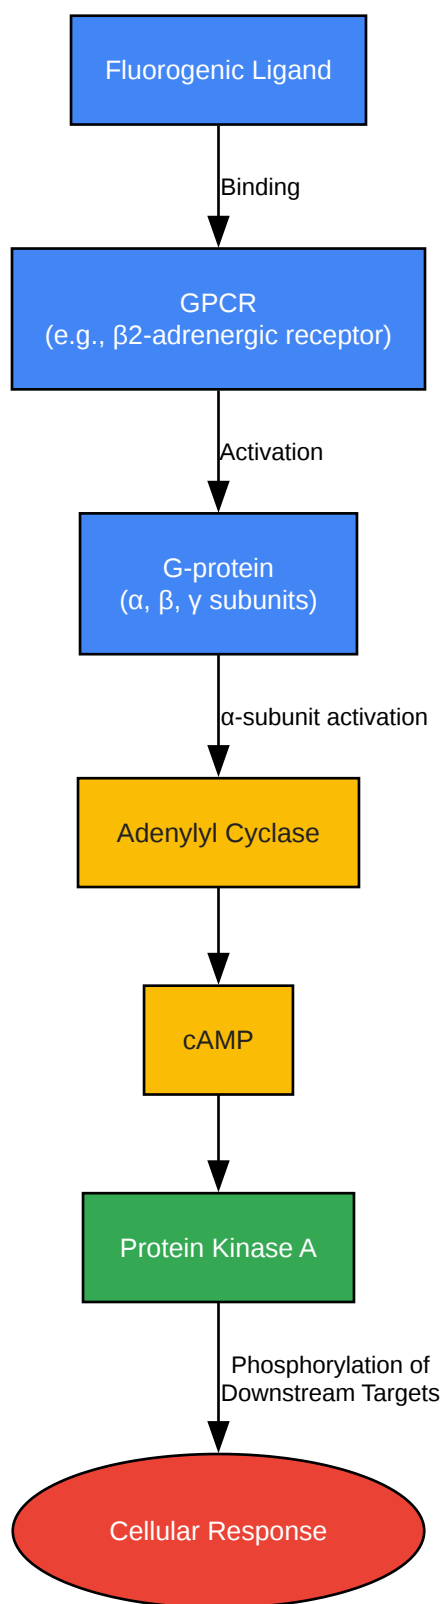 Fluorogenic Ligand
Binding
GPCR
(e.g., β2-adrenergic receptor)
Activation
G-protein
(α, β, γ subunits)
α-subunit activation
Adenylyl Cyclase
cAMP
Protein Kinase A
Phosphorylation of
Downstream Targets
Cellular Response